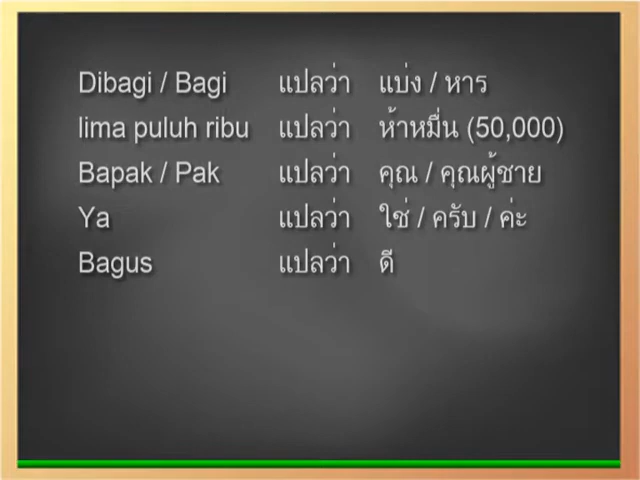 Dibagi / Bagi แปลว่า แบ่ง / หาร
lima puluh ribu แปลว่า ห้าหมื่น (50,000)
Bapak / Pak แปลว่า คุณ / คุณผู้ชาย
Ya แปลว่า ใช่ / ครับ / ค่ะ
Bagus แปลว่า ดี